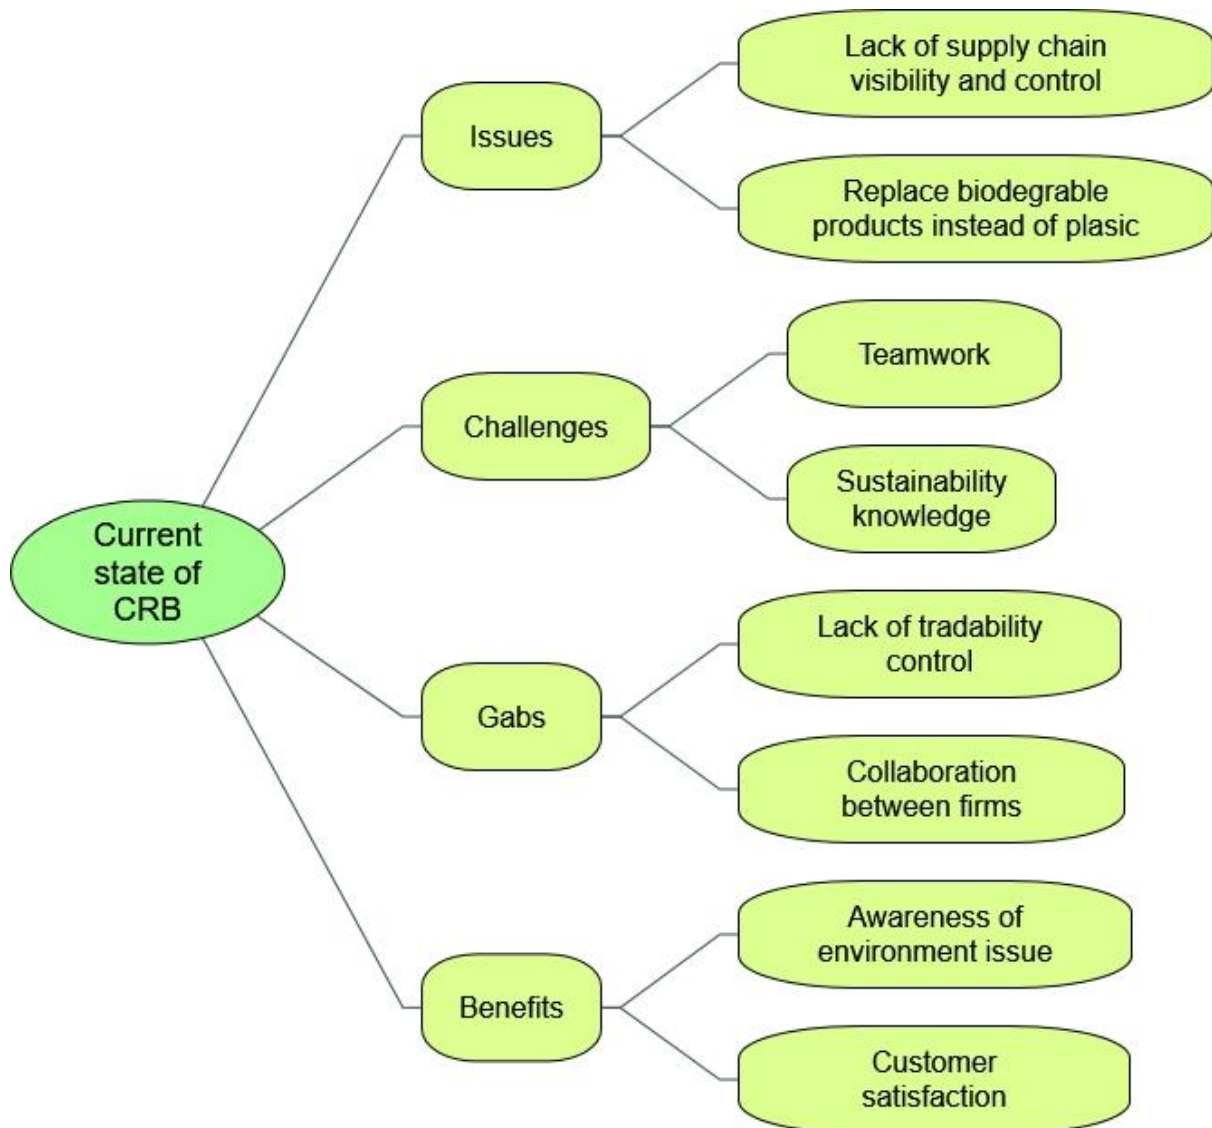 Lack of supply chain
visibility and control
Issues
Replace biodegrable
products instead of plasic
Teamwork
Challenges
Sustainability
knowledge
Current
state of
CRB
Lack of tradability
control
Gabs
Collaboration
between firms
Awareness of
environment issue
Benefits
Customer
satisfaction